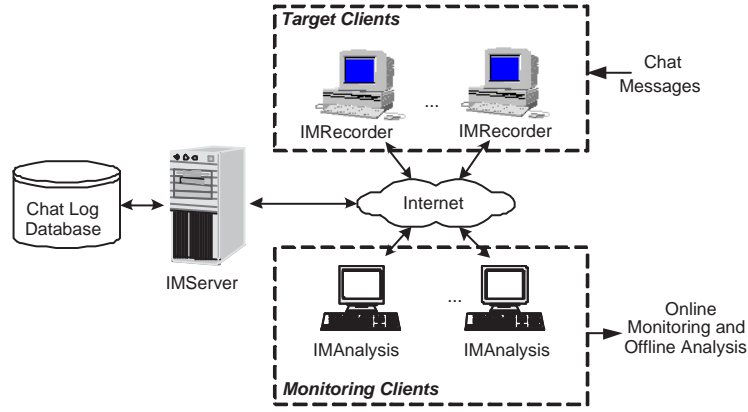 Target Clients
Chat
Messages
...
IMRecorder
IMRecorder
Internet
Chat Log
Database
IMServer
...
IMAnalysis
IMAnalysis
Online
Monitoring and
Offline Analysis
Monitoring Clients